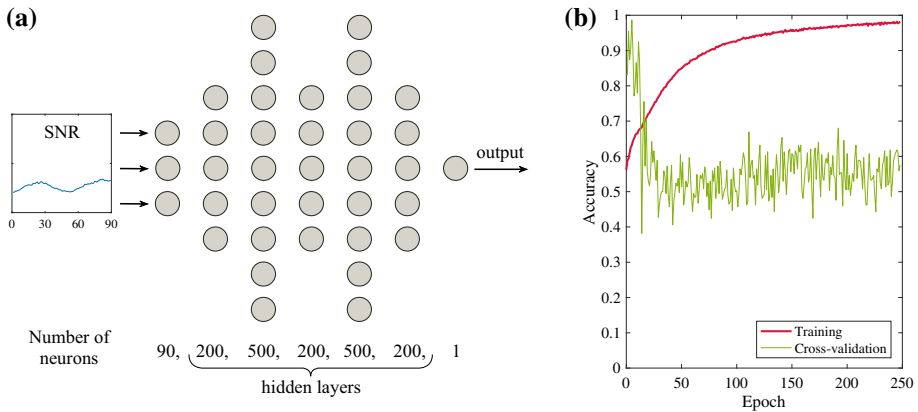 (a)
SNR
0 30 60 90
output
Number of
neurons
90, 200, 500, 200, 500, 200, 1
hidden layers
(b)
Accuracy
1
0.9
0.8
0.7
0.6
0.5
0.4
0.3
0.2
0.1
0
0 50 100 150 200 250
Epoch
Training
Cross-validation